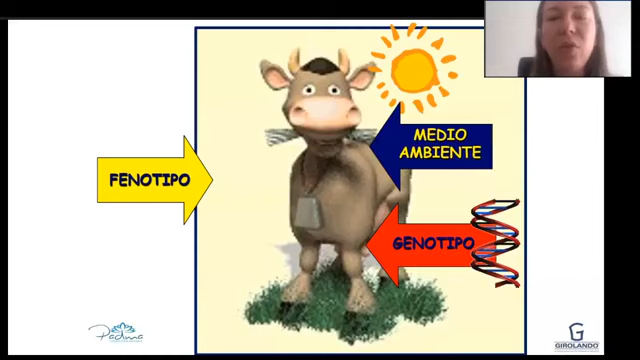 MEDIO
AMBIENTE
FENOTIPO
GENOTIPO
Padma
GIROLANDO